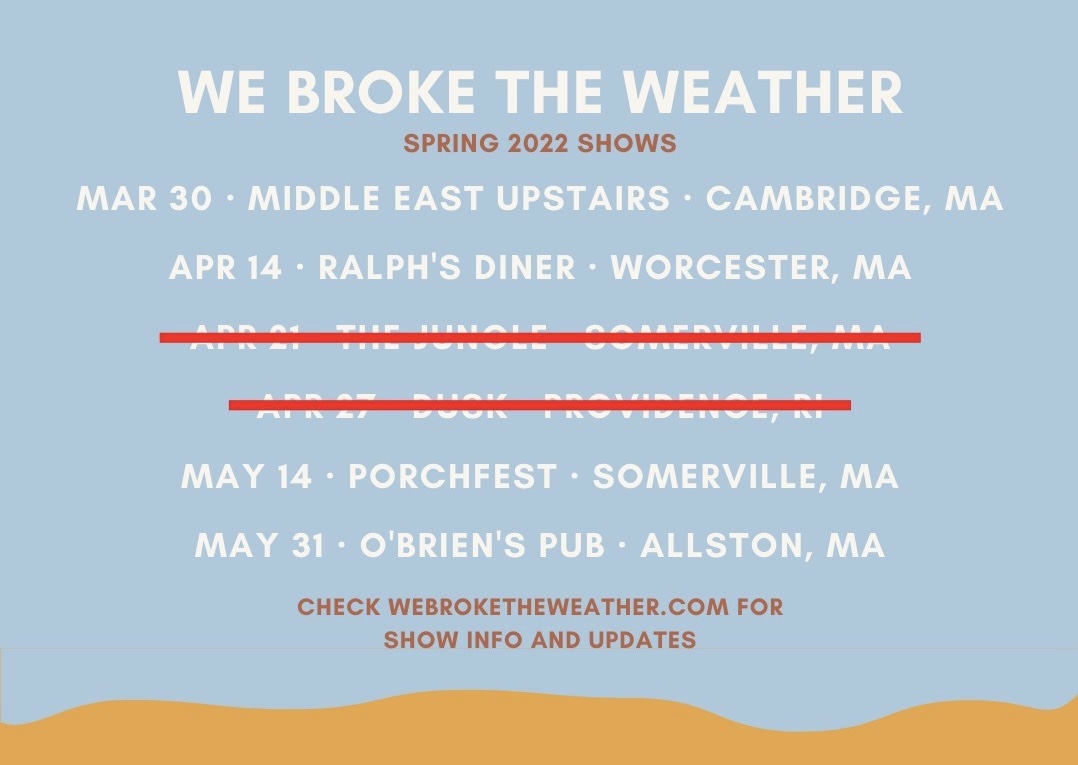 WE BROKE THE WEATHER
SPRING 2022 SHOWS
MAR 30 · MIDDLE EAST UPSTAIRS · CAMBRIDGE, MA
APR 14 · RALPH'S DINER · WORCESTER, MA
APR 21 · THE JUNGLE · SOMERVILLE, MA
APR 27 · DUSK · PROVIDENCE, RI
MAY 14 · PORCHFEST · SOMERVILLE, MA
MAY 31 · O'BRIEN'S PUB · ALLSTON, MA
CHECK WEBROKETHEWEATHER.COM FOR
SHOW INFO AND UPDATES